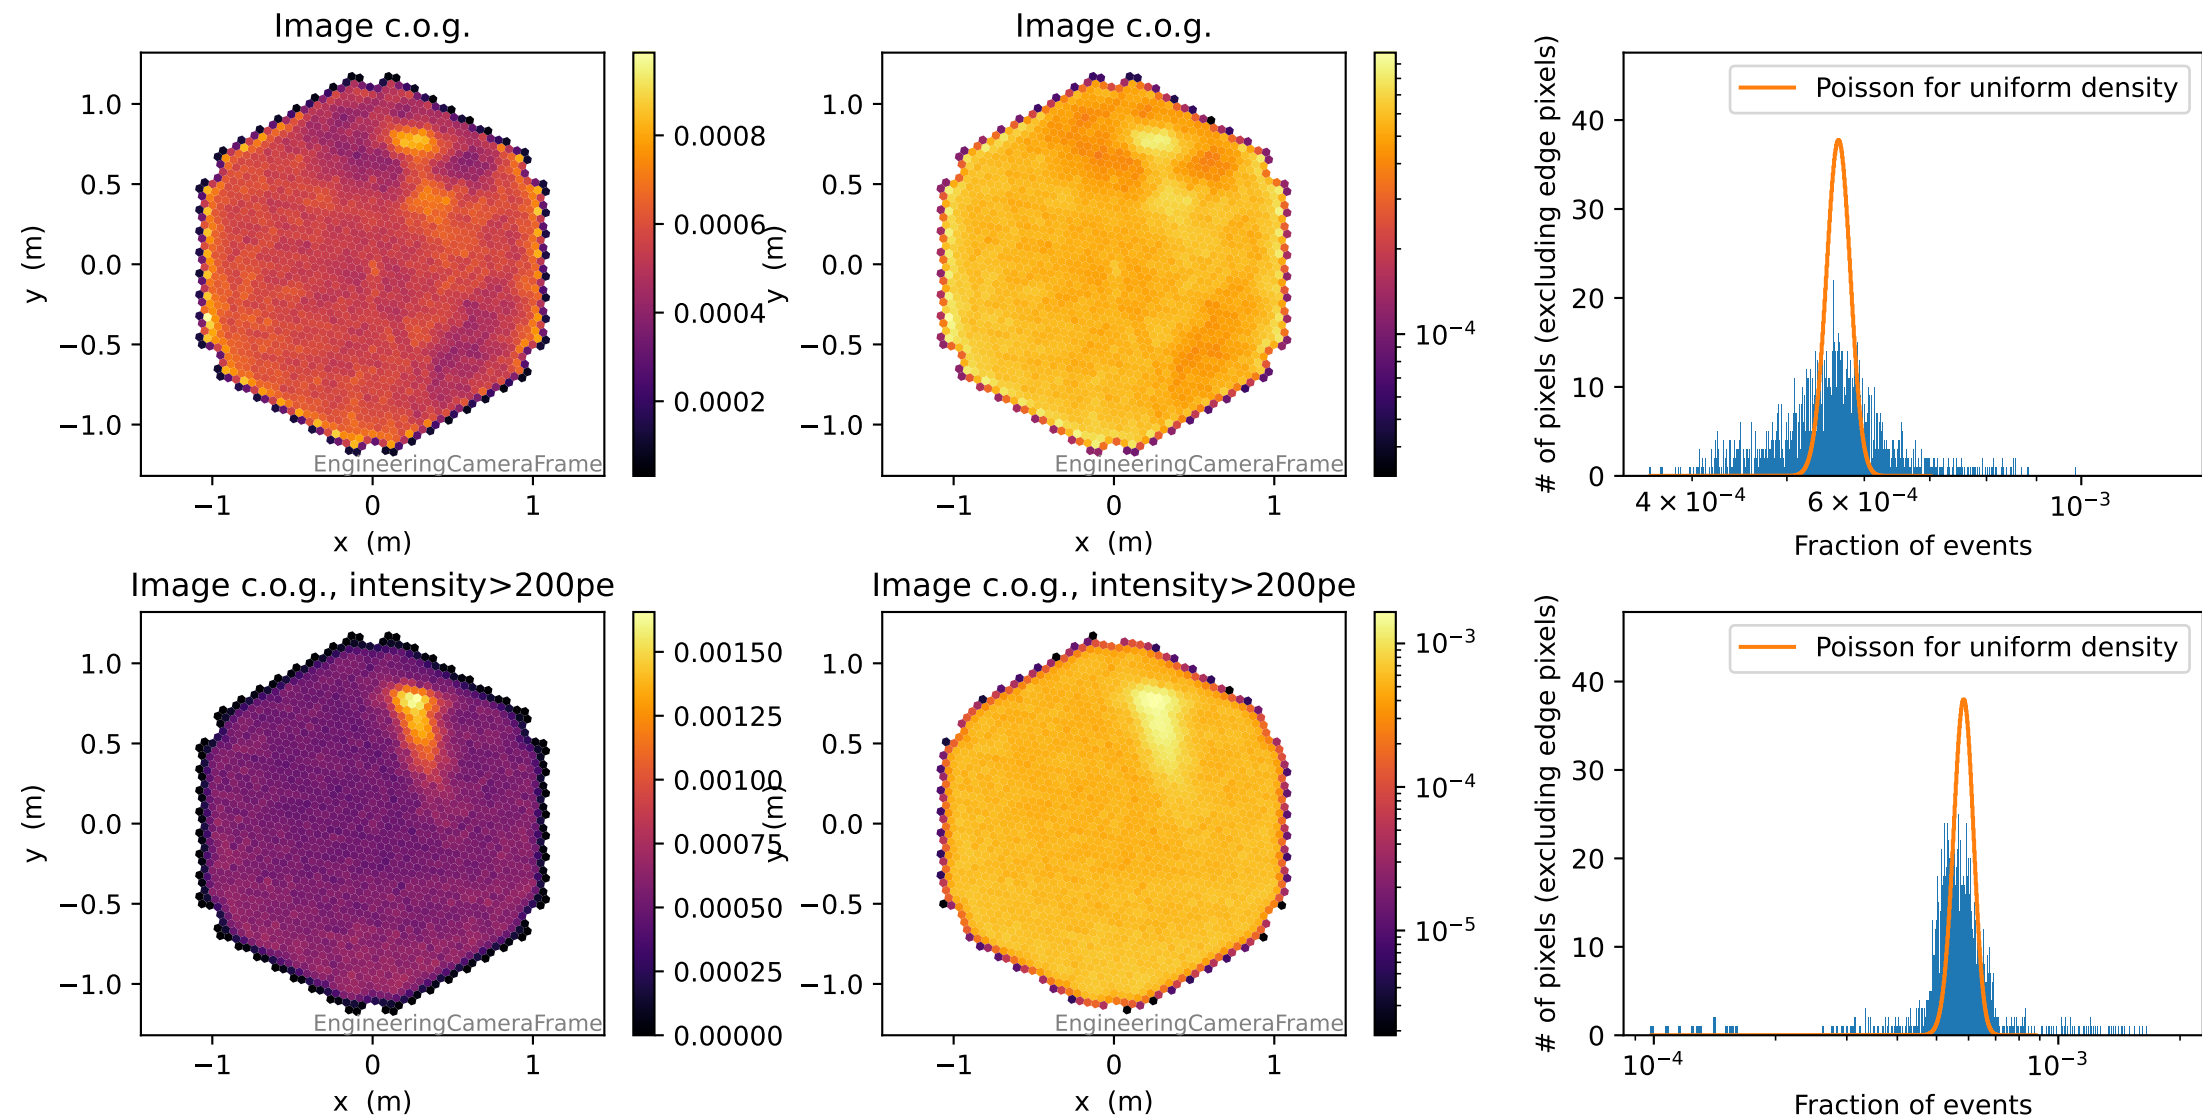 Image c.o.g.
1.0
0.5
0.0
−0.5
−1.0
y (m)
−1 0 1
x (m)
EngineeringCameraFrame
0.0008
0.0006
0.0004
0.0002
Image c.o.g.
1.0
0.5
0.0
−0.5
−1.0
y (m)
−1 0 1
x (m)
EngineeringCameraFrame
10⁻⁴
Poisson for uniform density
# of pixels (excluding edge pixels)
40
30
20
10
0
4 × 10⁻⁴ 6 × 10⁻⁴ 10⁻³
Fraction of events
Image c.o.g., intensity>200pe
1.0
0.5
0.0
−0.5
−1.0
y (m)
−1 0 1
x (m)
EngineeringCameraFrame
0.00150
0.00125
0.00100
0.00075
0.00050
0.00025
0.00000
Image c.o.g., intensity>200pe
1.0
0.5
0.0
−0.5
−1.0
y (m)
−1 0 1
x (m)
EngineeringCameraFrame
10⁻³
10⁻⁴
10⁻⁵
Poisson for uniform density
# of pixels (excluding edge pixels)
40
30
20
10
0
10⁻⁴ 10⁻³
Fraction of events